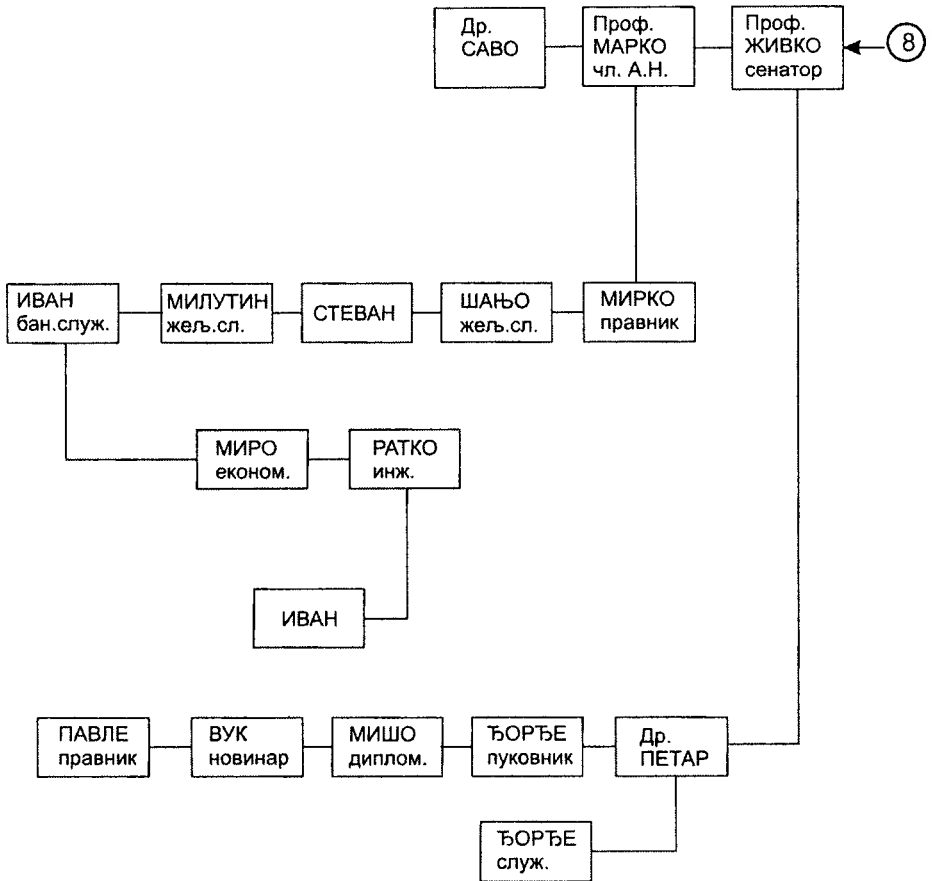 Др.
САВО
Проф.
МАРКО
чл. А.Н.
Проф.
ЖИВКО
сенатор
8
ИВАН
бан.служ.
МИЛУТИН
жељ.сл.
СТЕВАН
ШАЊО
жељ.сл.
МИРКО
правник
МИРО
економ.
РАТКО
инж.
ИВАН
ПАВЛЕ
правник
ВУК
новинар
МИШО
диплом.
ЂОРЂЕ
пуковник
Др.
ПЕТАР
ЂОРЂЕ
служ.